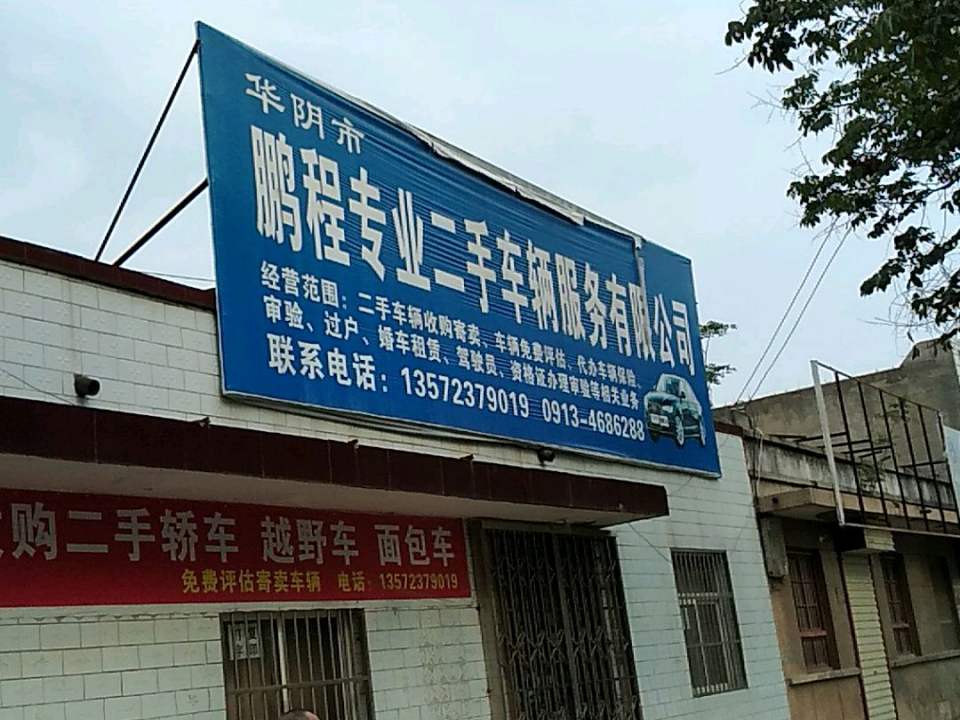 华阴市
鹏程专业二手车辆服务有限公司
经营范围：二手车辆收购寄卖、车辆免费评估、代办车辆保险、
审验、过户、婚车租赁、驾驶员、资格证办理审验等相关业务
联系电话：13572379019 0913-4686288
购二手轿车 越野车 面包车
免费评估寄卖车辆 电话：13572379019